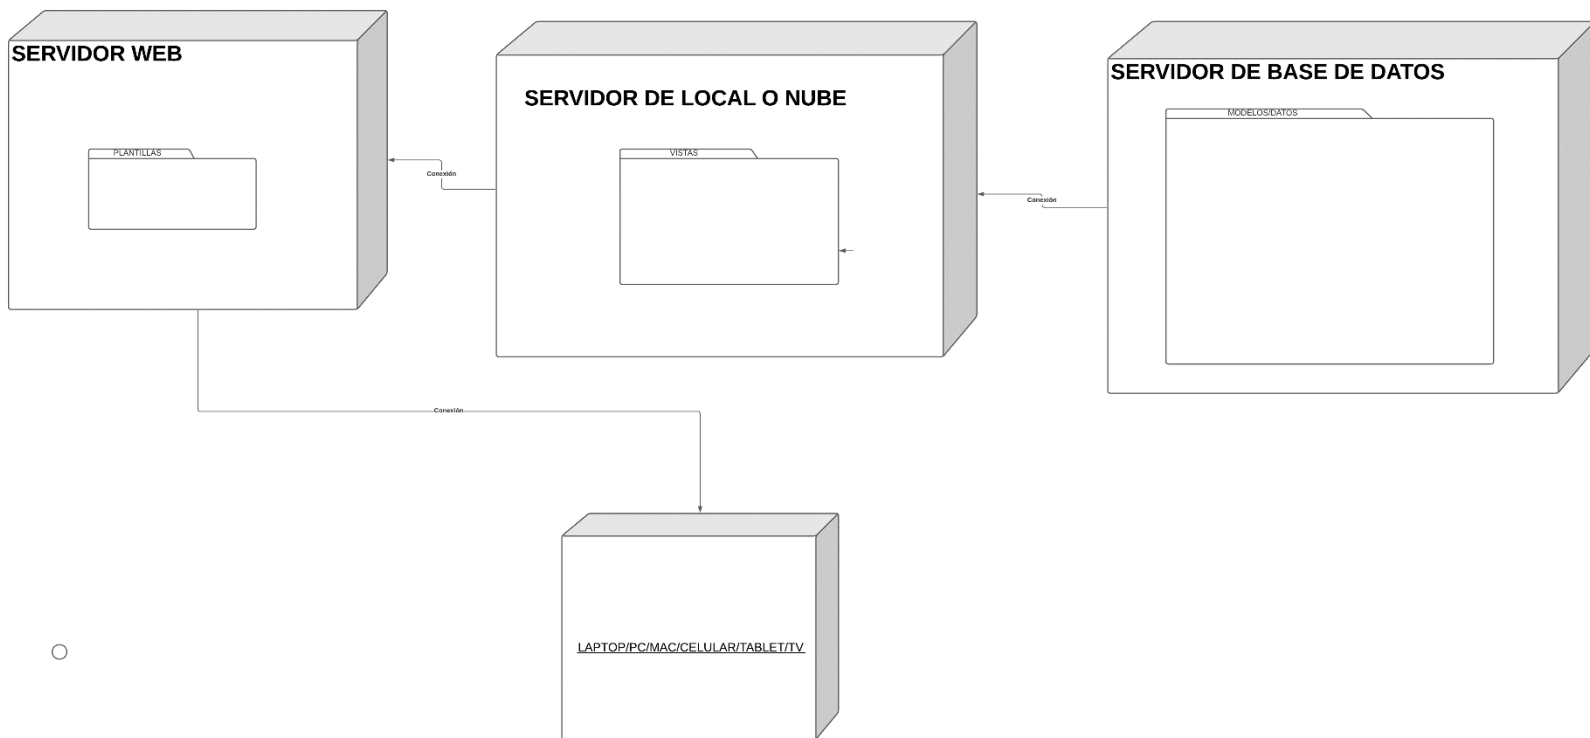 SERVIDOR WEB
PLANTILLAS
Conexión
SERVIDOR DE LOCAL O NUBE
VISTAS
Conexión
SERVIDOR DE BASE DE DATOS
MODELOS/DATOS
Conexión
LAPTOP/PC/MAC/CELULAR/TABLET/TV